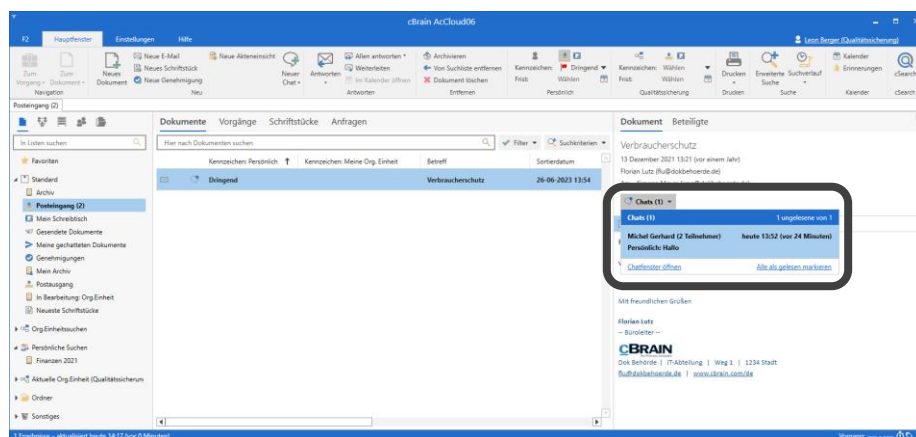 cBrain AcCloud06
F2 Hauptfenster Einstellungen Hilfe
Leon Berger (Qualitätssicherung)
Zum Vorgang Zum Dokument Neues Dokument
Neue E-Mail
Neues Schriftstück
Neue Genehmigung
Neue Akteneinsicht
Neuer Chat
Antworten
Allen antworten
Weiterleiten
Im Kalender öffnen
Archivieren
Von Suchliste entfernen
Dokument löschen
Kennzeichen: Dringend
Frist: Wählen
Kennzeichen: Wählen
Frist: Wählen
Drucken
Erweiterte Suche
Suchverlauf
Kalender
Erinnerungen
cSearch
Navigation Neu Antworten Entfernen Persönlich Qualitätssicherung Drucken Suche Kalender cSearch
Posteingang (2)
In Listen suchen
Favoriten
Standard
Archiv
Posteingang (2)
Mein Schreibtisch
Gesendete Dokumente
Meine gechatteten Dokumente
Genehmigungen
Mein Archiv
Postausgang
In Bearbeitung: Org.Einheit
Neueste Schriftstücke
Org.Einheitssuchen
Persönliche Suchen
Finanzen 2021
Aktuelle Org.Einheit (Qualitätssicherun
Ordner
Sonstiges
Dokumente Vorgänge Schriftstücke Anfragen
Hier nach Dokumenten suchen
Filter Suchkriterien
Kennzeichen: Persönlich Kennzeichen: Meine Org. Einheit Betreff Sortierdatum
Dringend Verbraucherschutz 26-06-2023 13:54
Dokument Beteiligte
Verbraucherschutz
13 Dezember 2021 13:21 (vor einem Jahr)
Florian Lutz (flu@dokbehoerde.de)
Chats (1)
Chats (1) 1 ungelesene von 1
Michel Gerhard (2 Teilnehmer) heute 13:52 (vor 24 Minuten)
Persönlich: Hallo
Chatfenster öffnen Alle als gelesen markieren
Mit freundlichen Grüßen
Florian Lutz
-- Büroleiter --
CBRAIN
Dok Behörde | IT-Abteilung | Weg 1 | 1234 Stadt
flu@dokbehoerde.de | www.cbrain.com/de